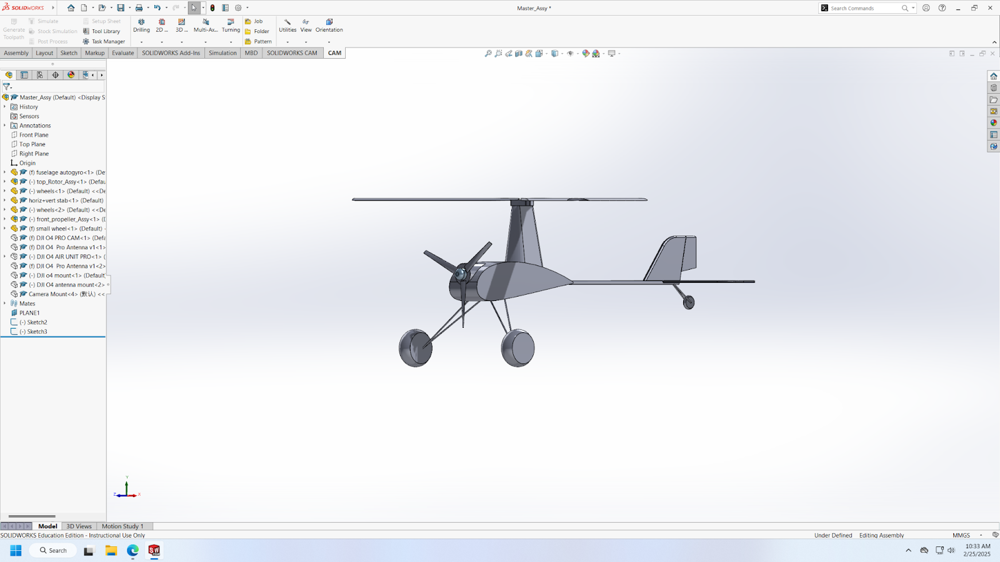 SOLIDWORKS
Master_Assy *
Search Commands
Generate
Toolpath
Simulate
Stock Simulation
Post Process
Setup Sheet
Tool Library
Task Manager
Drilling
2D ...
3D ...
Multi-Ax...
Turning
Job
Folder
Pattern
Utilities
View
Orientation
Assembly
Layout
Sketch
Markup
Evaluate
SOLIDWORKS Add-Ins
Simulation
MBD
SOLIDWORKS CAM
CAM
Master_Assy (Default) <Display S
History
Sensors
Annotations
Front Plane
Top Plane
Right Plane
Origin
(f) fuselage autogyro<1> (De
(-) top_Rotor_Assy<1> (Defau
(-) wheels<1> (Default) <<De
horiz+vert stab<1> (Default)
(-) wheels<2> (Default) <<De
(-) front_propeller_Assy<1> (D
(f) small wheel<1> (Default)
(f) DJI O4 PRO CAM<1> (Defa
(f) DJI O4 Pro Antenna v1<1>
(-) DJI O4 AIR UNIT PRO<1> (
(f) DJI O4 Pro Antenna v1<2>
(-) DJI o4 mount<1> (Default
(-) DJI O4 antenna mount<2>
Camera Mount<4> (默认) <<
Mates
PLANE1
(-) Sketch2
(-) Sketch3
Y
Z
X
Model
3D Views
Motion Study 1
SOLIDWORKS Education Edition - Instructional Use Only
Under Defined
Editing Assembly
MMGS
Search
10:33 AM
2/25/2025